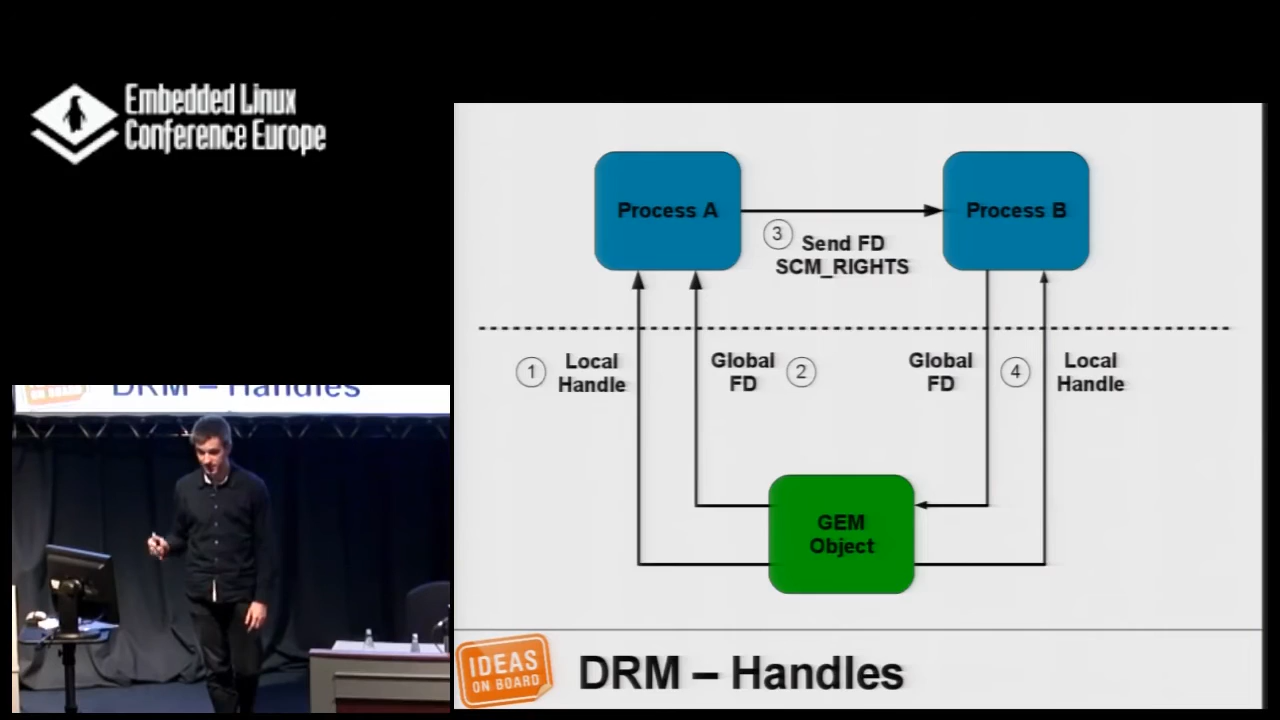 Embedded Linux
Conference Europe
Process A
Process B
3
Send FD
SCM_RIGHTS
1
Local
Handle
Global
FD
2
Global
FD
4
Local
Handle
GEM
Object
IDEAS
ON BOARD
DRM – Handles
DRM – Handles